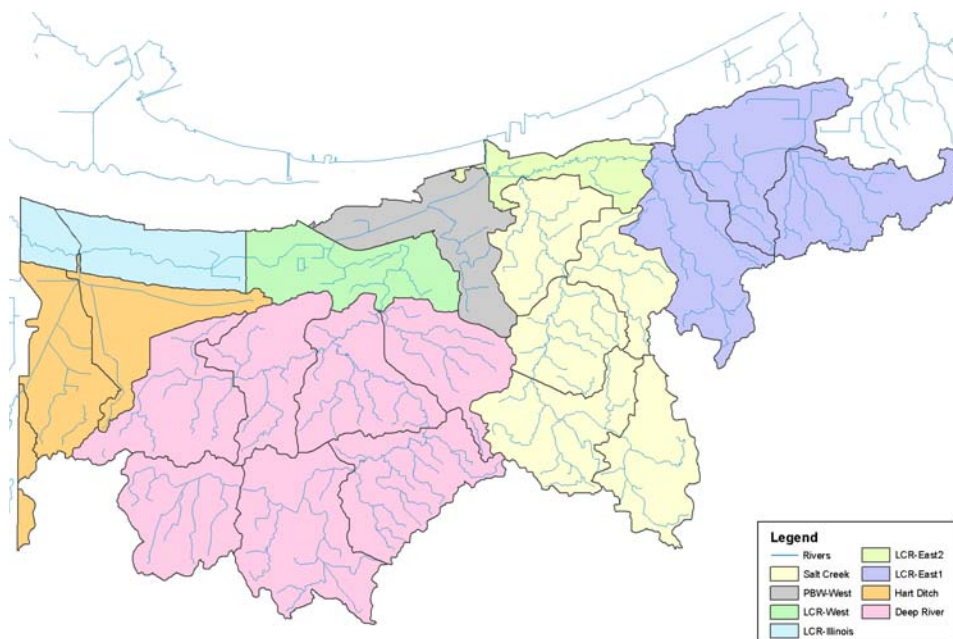 Legend
Rivers
Salt Creek
PBW-West
LCR-West
LCR-Illinois
LCR-East2
LCR-East1
Hart Ditch
Deep River